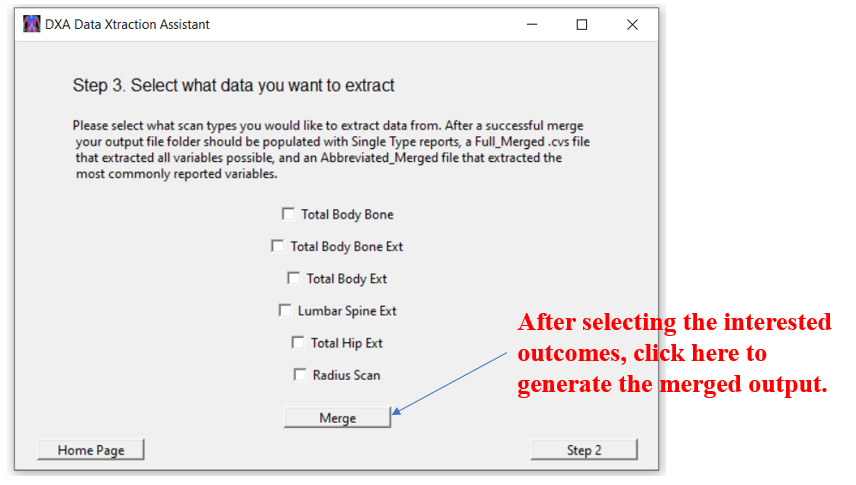 DXA Data Xtraction Assistant
Step 3. Select what data you want to extract
Please select what scan types you would like to extract data from. After a successful merge
your output file folder should be populated with Single Type reports, a Full_Merged .cvs file
that extracted all variables possible, and an Abbreviated_Merged file that extracted the
most commonly reported variables.
Total Body Bone
Total Body Bone Ext
Total Body Ext
Lumbar Spine Ext
Total Hip Ext
Radius Scan
Merge
Home Page
Step 2
After selecting the interested
outcomes, click here to
generate the merged output.